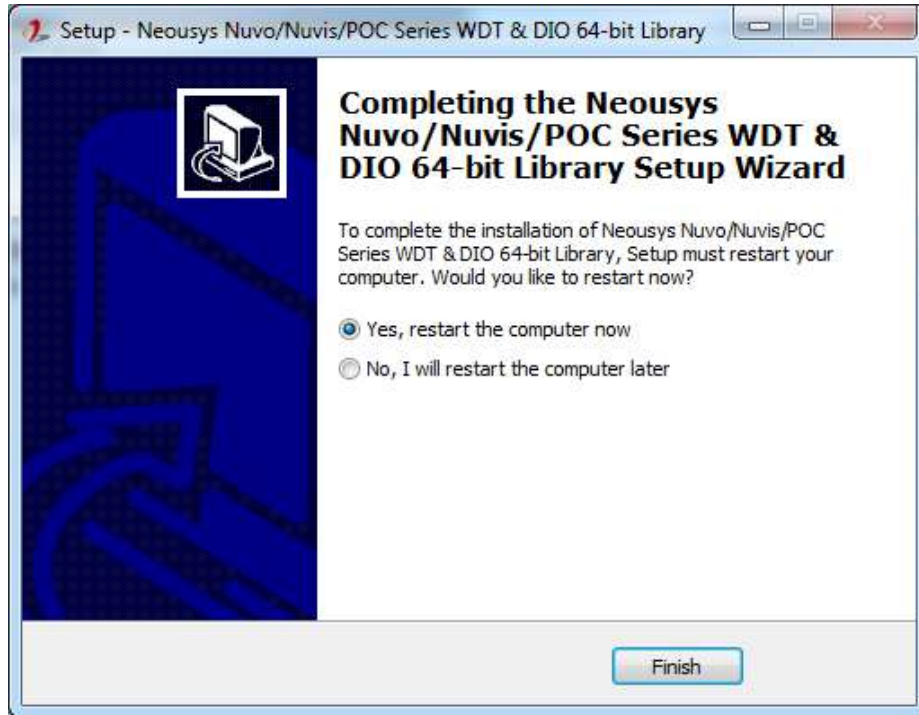 Setup - Neousys Nuvo/Nuvis/POC Series WDT & DIO 64-bit Library
Completing the Neousys
Nuvo/Nuvis/POC Series WDT &
DIO 64-bit Library Setup Wizard
To complete the installation of Neousys Nuvo/Nuvis/POC
Series WDT & DIO 64-bit Library, Setup must restart your
computer. Would you like to restart now?
Yes, restart the computer now
No, I will restart the computer later
Finish